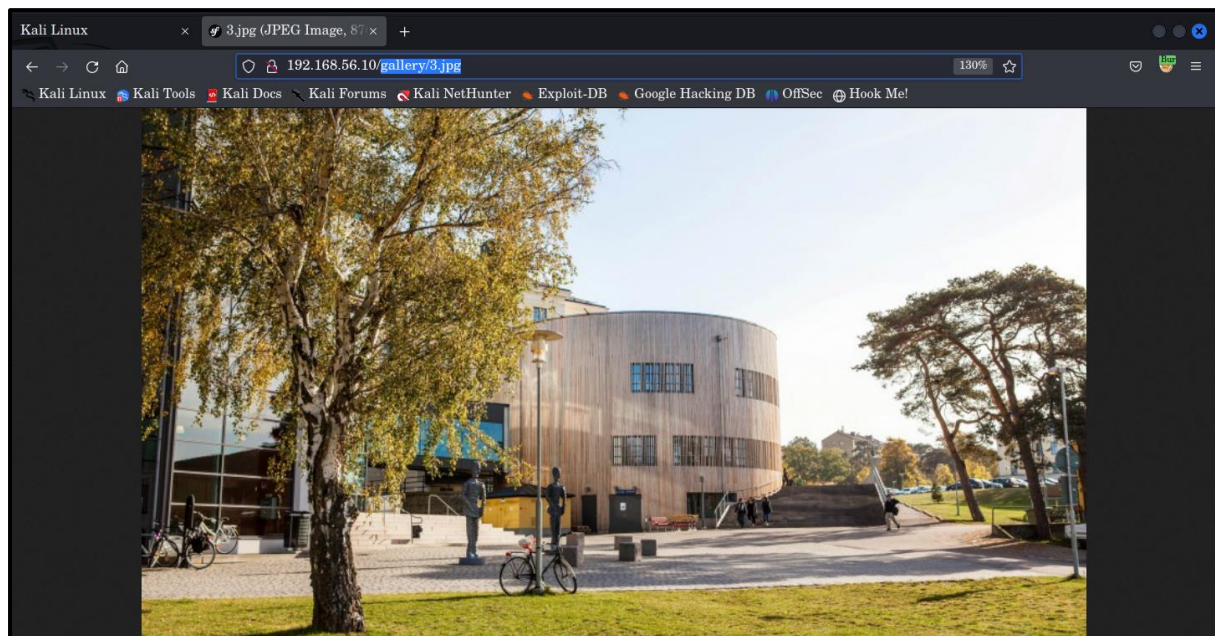 Kali Linux
3.jpg (JPEG Image, 87
192.168.56.10/gallery/3.jpg
130%
Bur
Kali Linux Kali Tools Kali Docs Kali Forums Kali NetHunter Exploit-DB Google Hacking DB OffSec Hook Me!